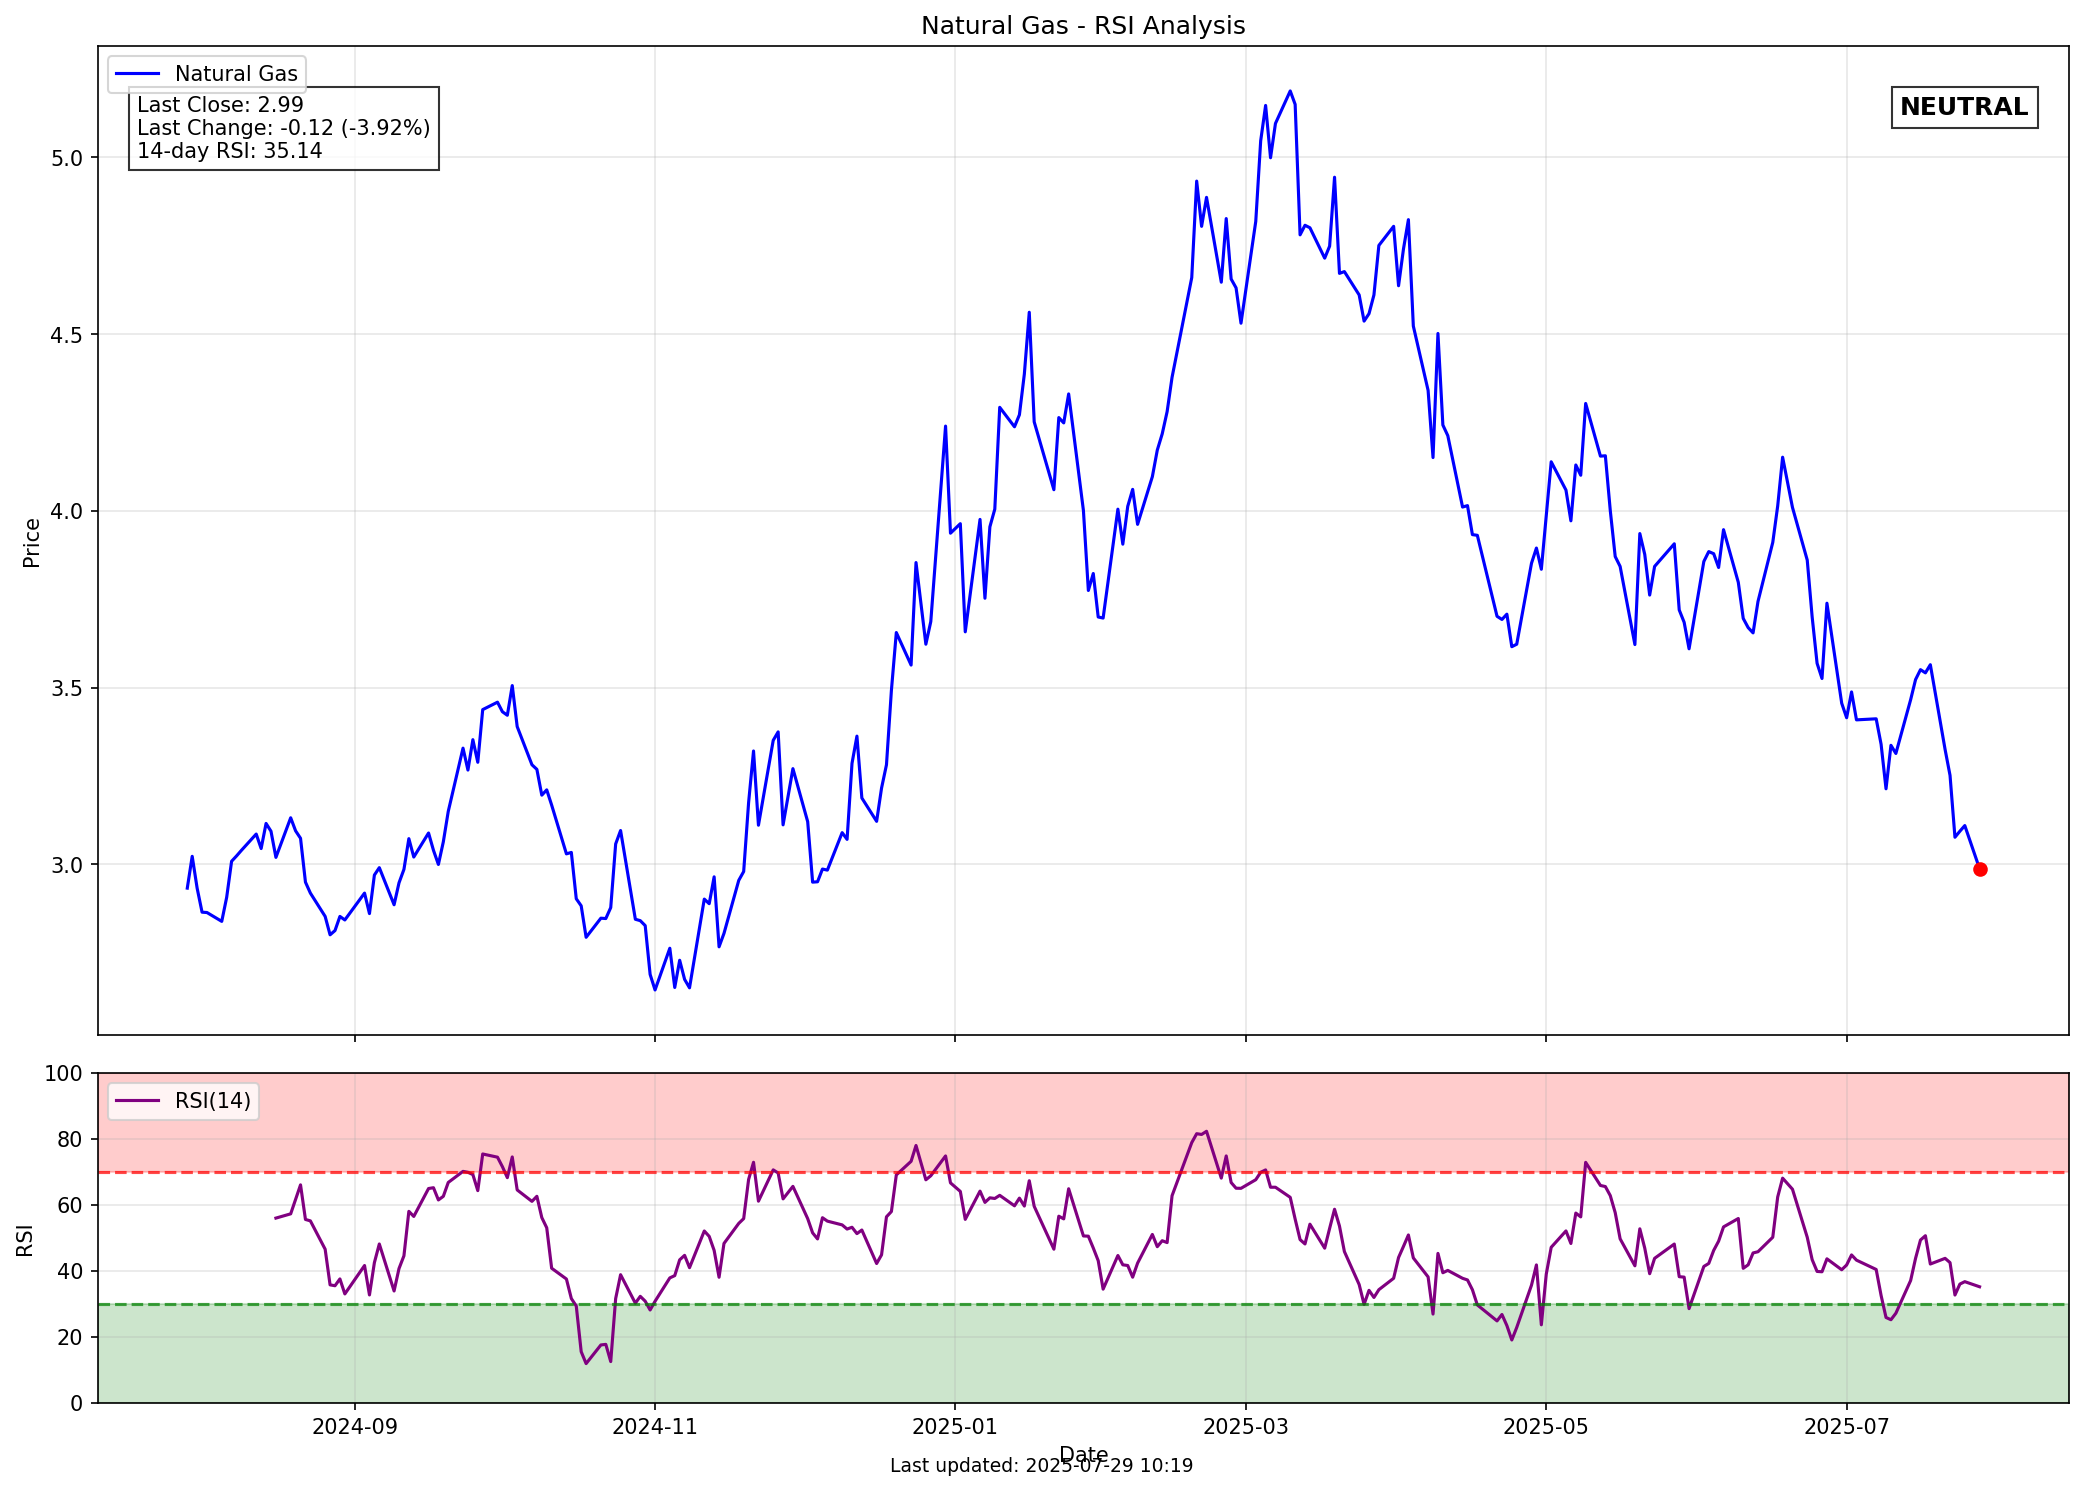 Natural Gas - RSI Analysis
Natural Gas
Last Close: 2.99
Last Change: -0.12 (-3.92%)
14-day RSI: 35.14
NEUTRAL
Price
5.0
4.5
4.0
3.5
3.0
RSI(14)
RSI
100
80
60
40
20
0
2024-09
2024-11
2025-01
2025-03
2025-05
2025-07
Date
Last updated: 2025-07-29 10:19